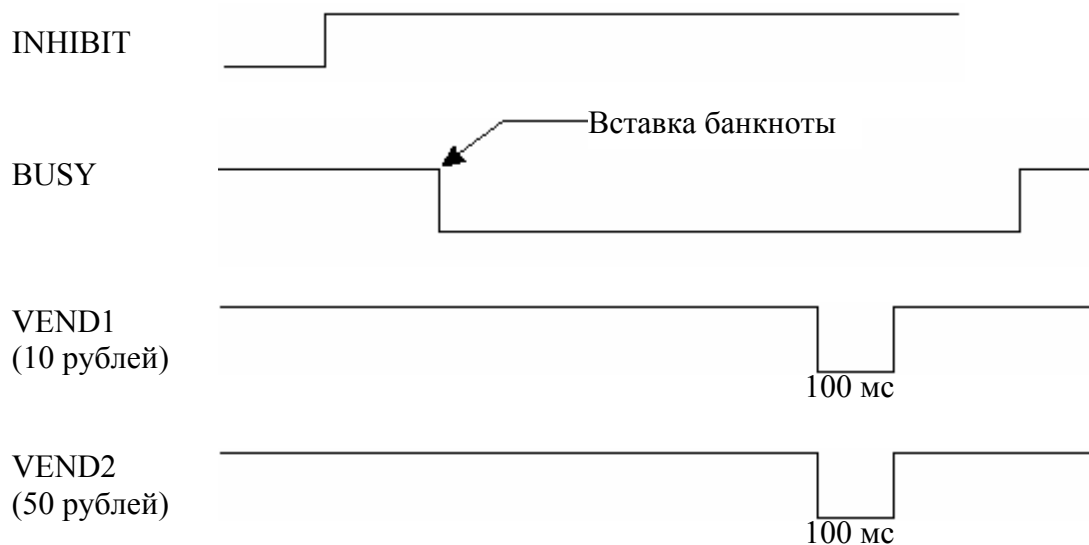 INHIBIT
Вставка банкноты
BUSY
VEND1
(10 рублей)
100 мс
VEND2
(50 рублей)
100 мс